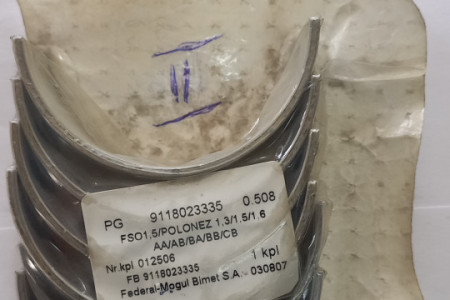 II
PG 9118023335 0.508
FSO1,5/POLONEZ 1,3/1.5/1.6
AA/AB/BA/BB/CB
Nr.kpl 012506 1 kpl
FB 9118023335
Federal-Mogul Bimet S.A.- 030807